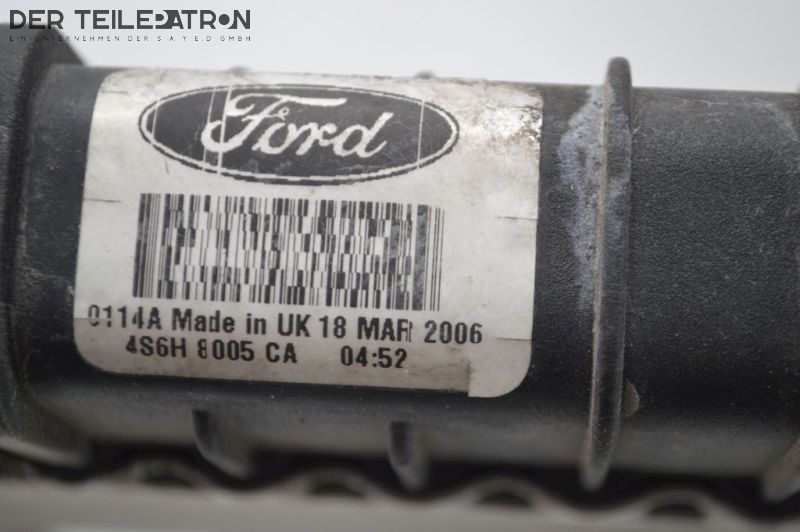 DER TEILEPATRON
EIN UNTERNEHMEN DER S A Y E.D GMBH
Ford
0114A Made in UK 18 MAR 2006
4S6H 8005 CA 04:52